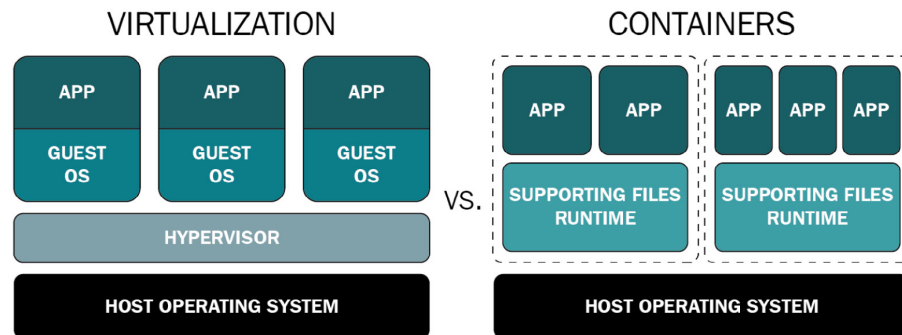 VIRTUALIZATION
APP
APP
APP
GUEST
OS
GUEST
OS
GUEST
OS
HYPERVISOR
HOST OPERATING SYSTEM
VS.
CONTAINERS
APP
APP
SUPPORTING FILES
RUNTIME
APP
APP
APP
SUPPORTING FILES
RUNTIME
HOST OPERATING SYSTEM